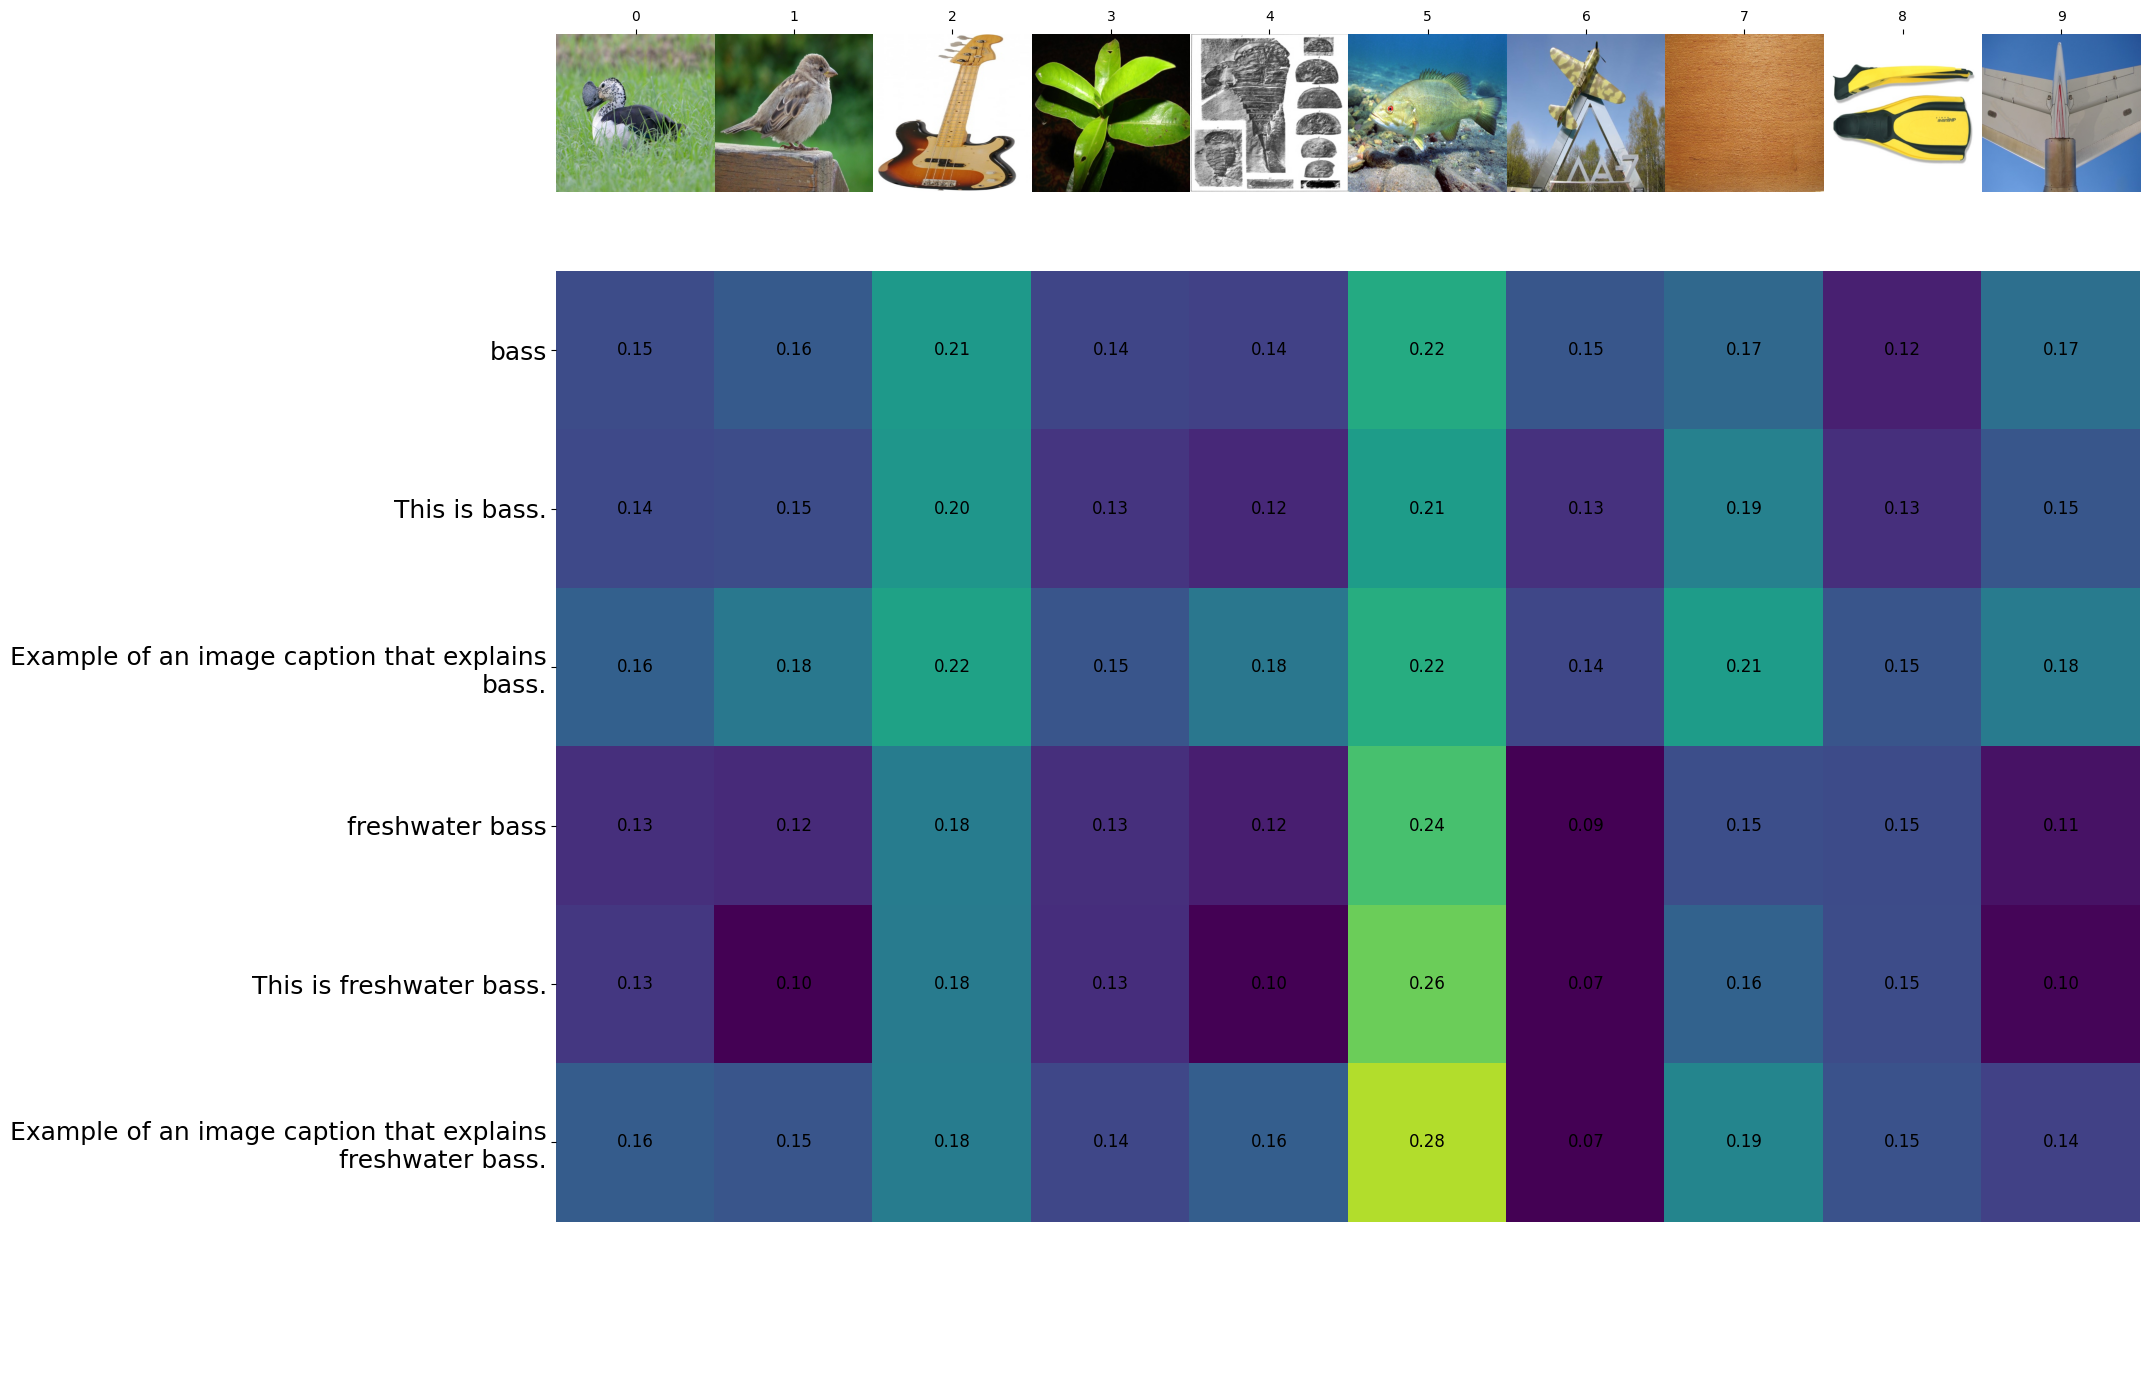 0 1 2 3 4 5 6 7 8 9
ЛА-7
bass 0.15 0.16 0.21 0.14 0.14 0.22 0.15 0.17 0.12 0.17
This is bass. 0.14 0.15 0.20 0.13 0.12 0.21 0.13 0.19 0.13 0.15
Example of an image caption that explains
bass. 0.16 0.18 0.22 0.15 0.18 0.22 0.14 0.21 0.15 0.18
freshwater bass 0.13 0.12 0.18 0.13 0.12 0.24 0.09 0.15 0.15 0.11
This is freshwater bass. 0.13 0.10 0.18 0.13 0.10 0.26 0.07 0.16 0.15 0.10
Example of an image caption that explains
freshwater bass. 0.16 0.15 0.18 0.14 0.16 0.28 0.07 0.19 0.15 0.14